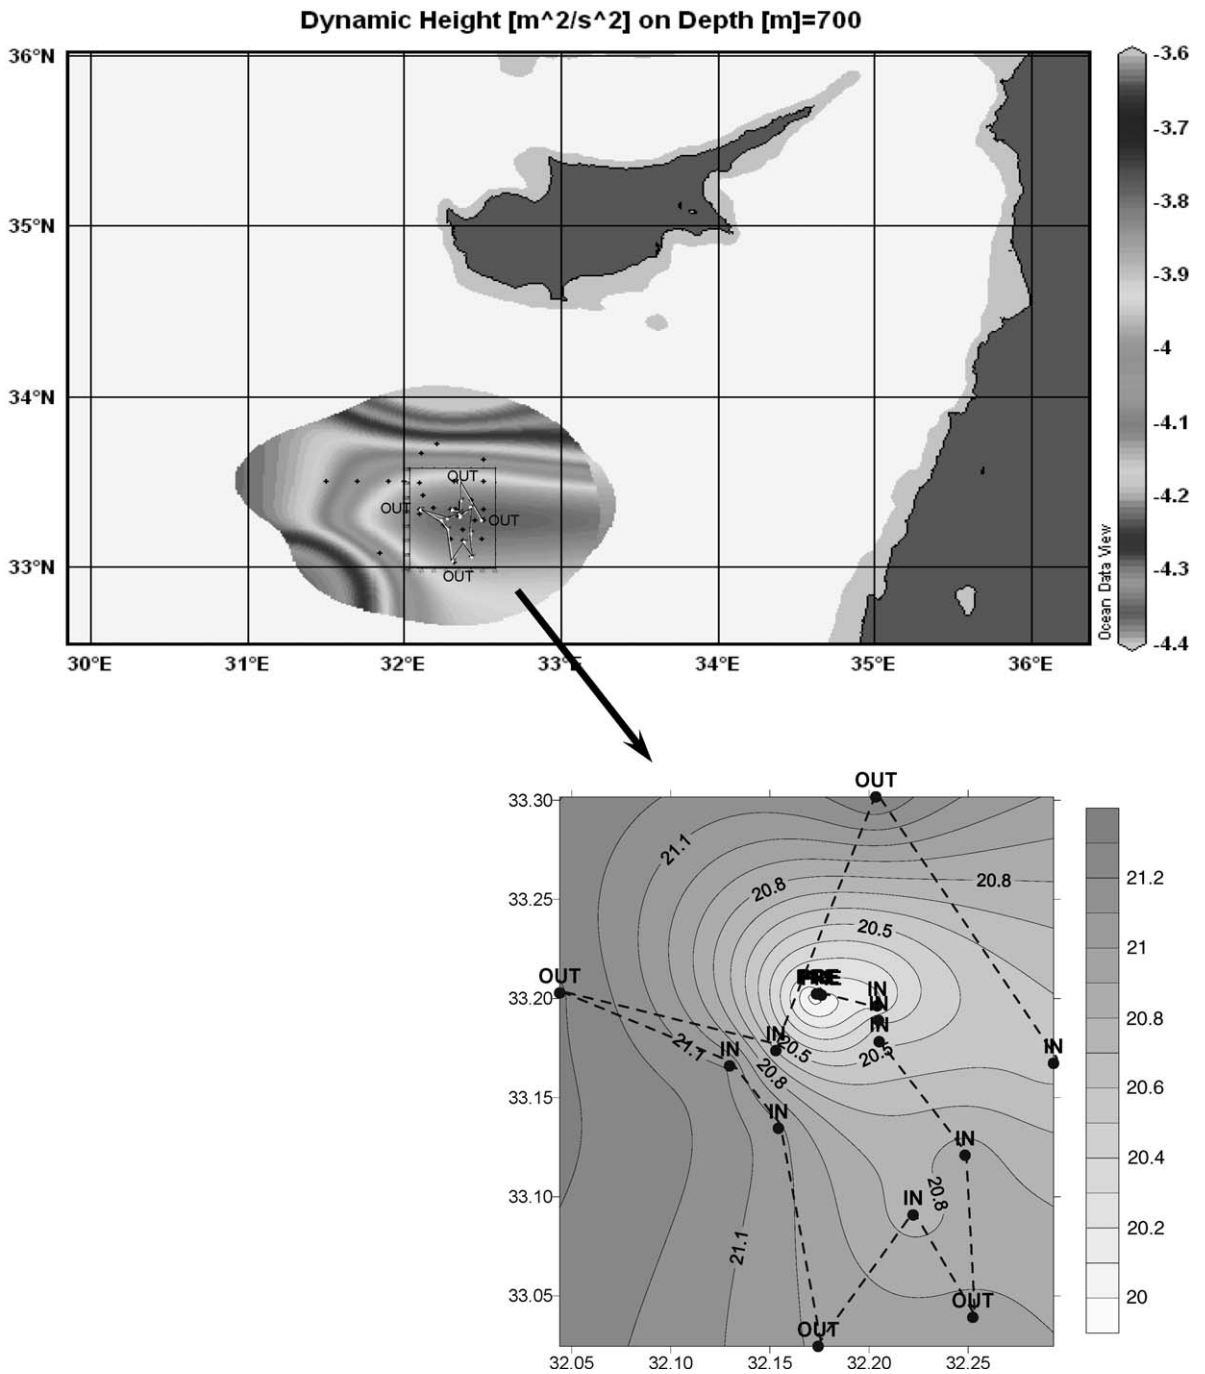 Dynamic Height [m^2/s^2] on Depth [m]=700
36°N
35°N
34°N
33°N
30°E
31°E
32°E
33°E
34°E
35°E
36°E
OUT
OUT
OUT
OUT
Ocean Data View
-3.6
-3.7
-3.8
-3.9
-4
-4.1
-4.2
-4.3
-4.4
OUT
33.30
33.25
33.20
33.15
33.10
33.05
21.1
20.8
20.8
20.5
OUT
PRE
IN
IN
IN
IN
IN
IN
21.1
20.5
20.5
20.8
IN
IN
IN
20.8
21.1
OUT
OUT
32.05
32.10
32.15
32.20
32.25
21.2
21
20.8
20.6
20.4
20.2
20